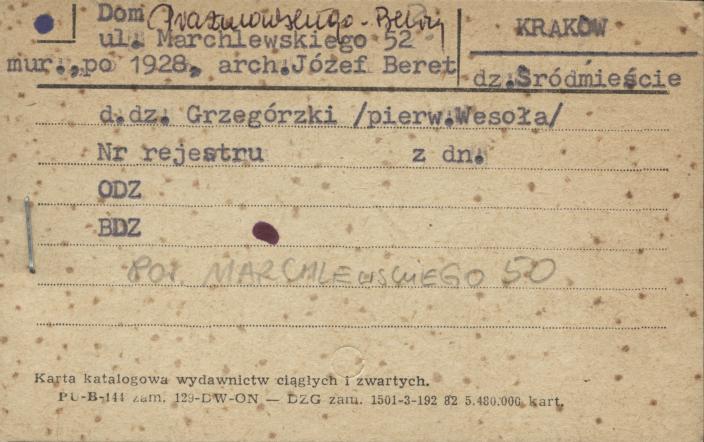 Dom
ul. Marchlewskiego 52
mur., po 1928, arch.Józef Beret
KRAKÓW
dz.Śródmieście
d.dz. Grzegórzki /pierw.Wesoła/
Nr rejestru z dn.
ODZ
BDZ
POR. MARCHLEWSKIEGO 50
Karta katalogowa wydawnictw ciągłych i zwartych.
PU-B-144 zam. 129-DW-ON — DZG zam. 1501-3-192 82 5.480.000 kart.